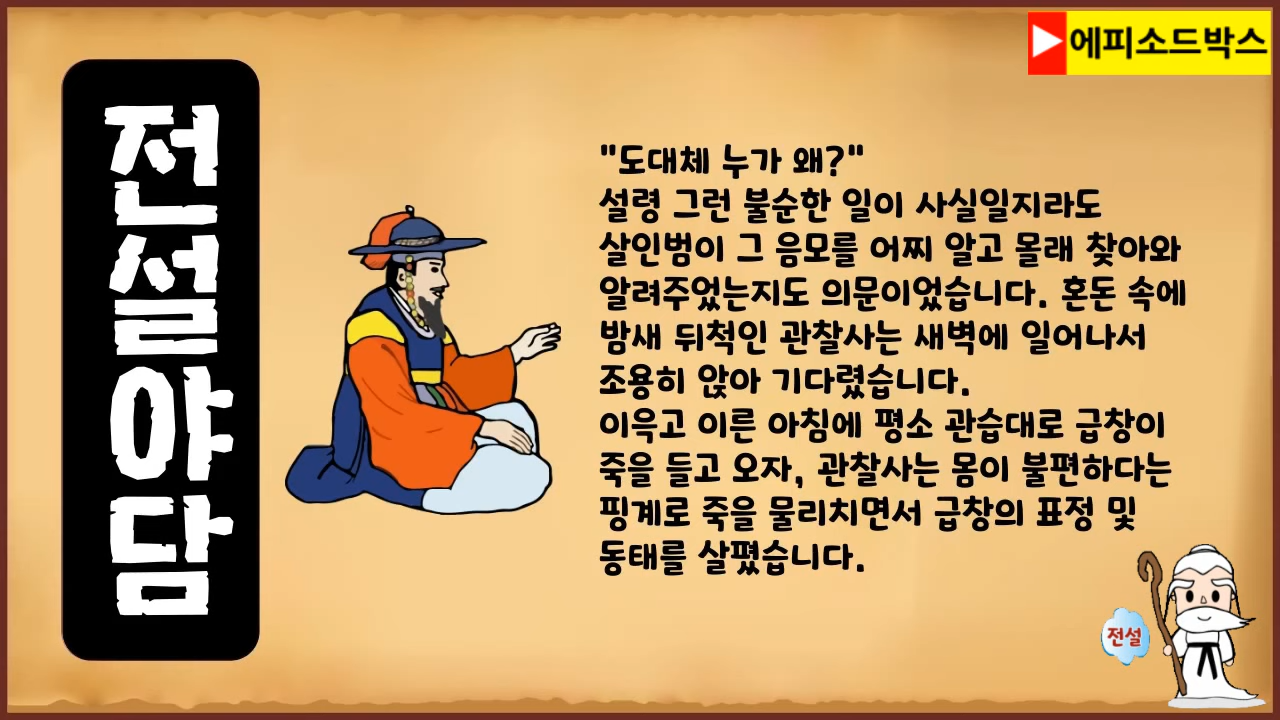 에피소드박스
전설야담
"도대체 누가 왜?"
설령 그런 불순한 일이 사실일지라도
살인범이 그 음모를 어찌 알고 몰래 찾아와
알려주었는지도 의문이었습니다. 혼돈 속에
밤새 뒤척인 관찰사는 새벽에 일어나서
조용히 앉아 기다렸습니다.
이윽고 이른 아침에 평소 관습대로 급창이
죽을 들고 오자, 관찰사는 몸이 불편하다는
핑계로 죽을 물리치면서 급창의 표정 및
동태를 살폈습니다.
전설